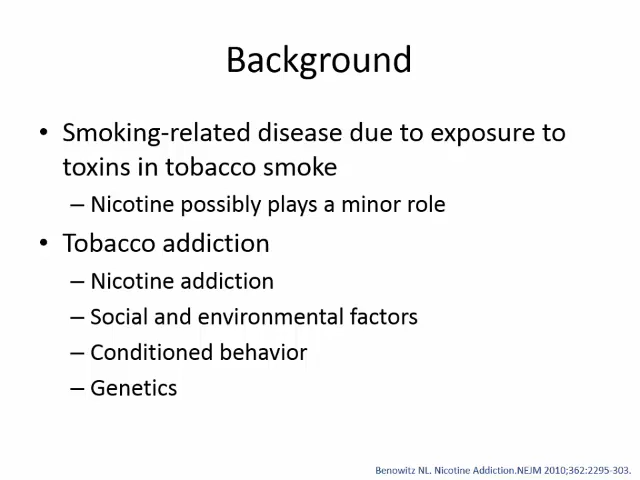 Background
• Smoking-related disease due to exposure to
toxins in tobacco smoke
– Nicotine possibly plays a minor role
• Tobacco addiction
– Nicotine addiction
– Social and environmental factors
– Conditioned behavior
– Genetics
Benowitz NL. Nicotine Addiction.NEJM 2010;362:2295-303.